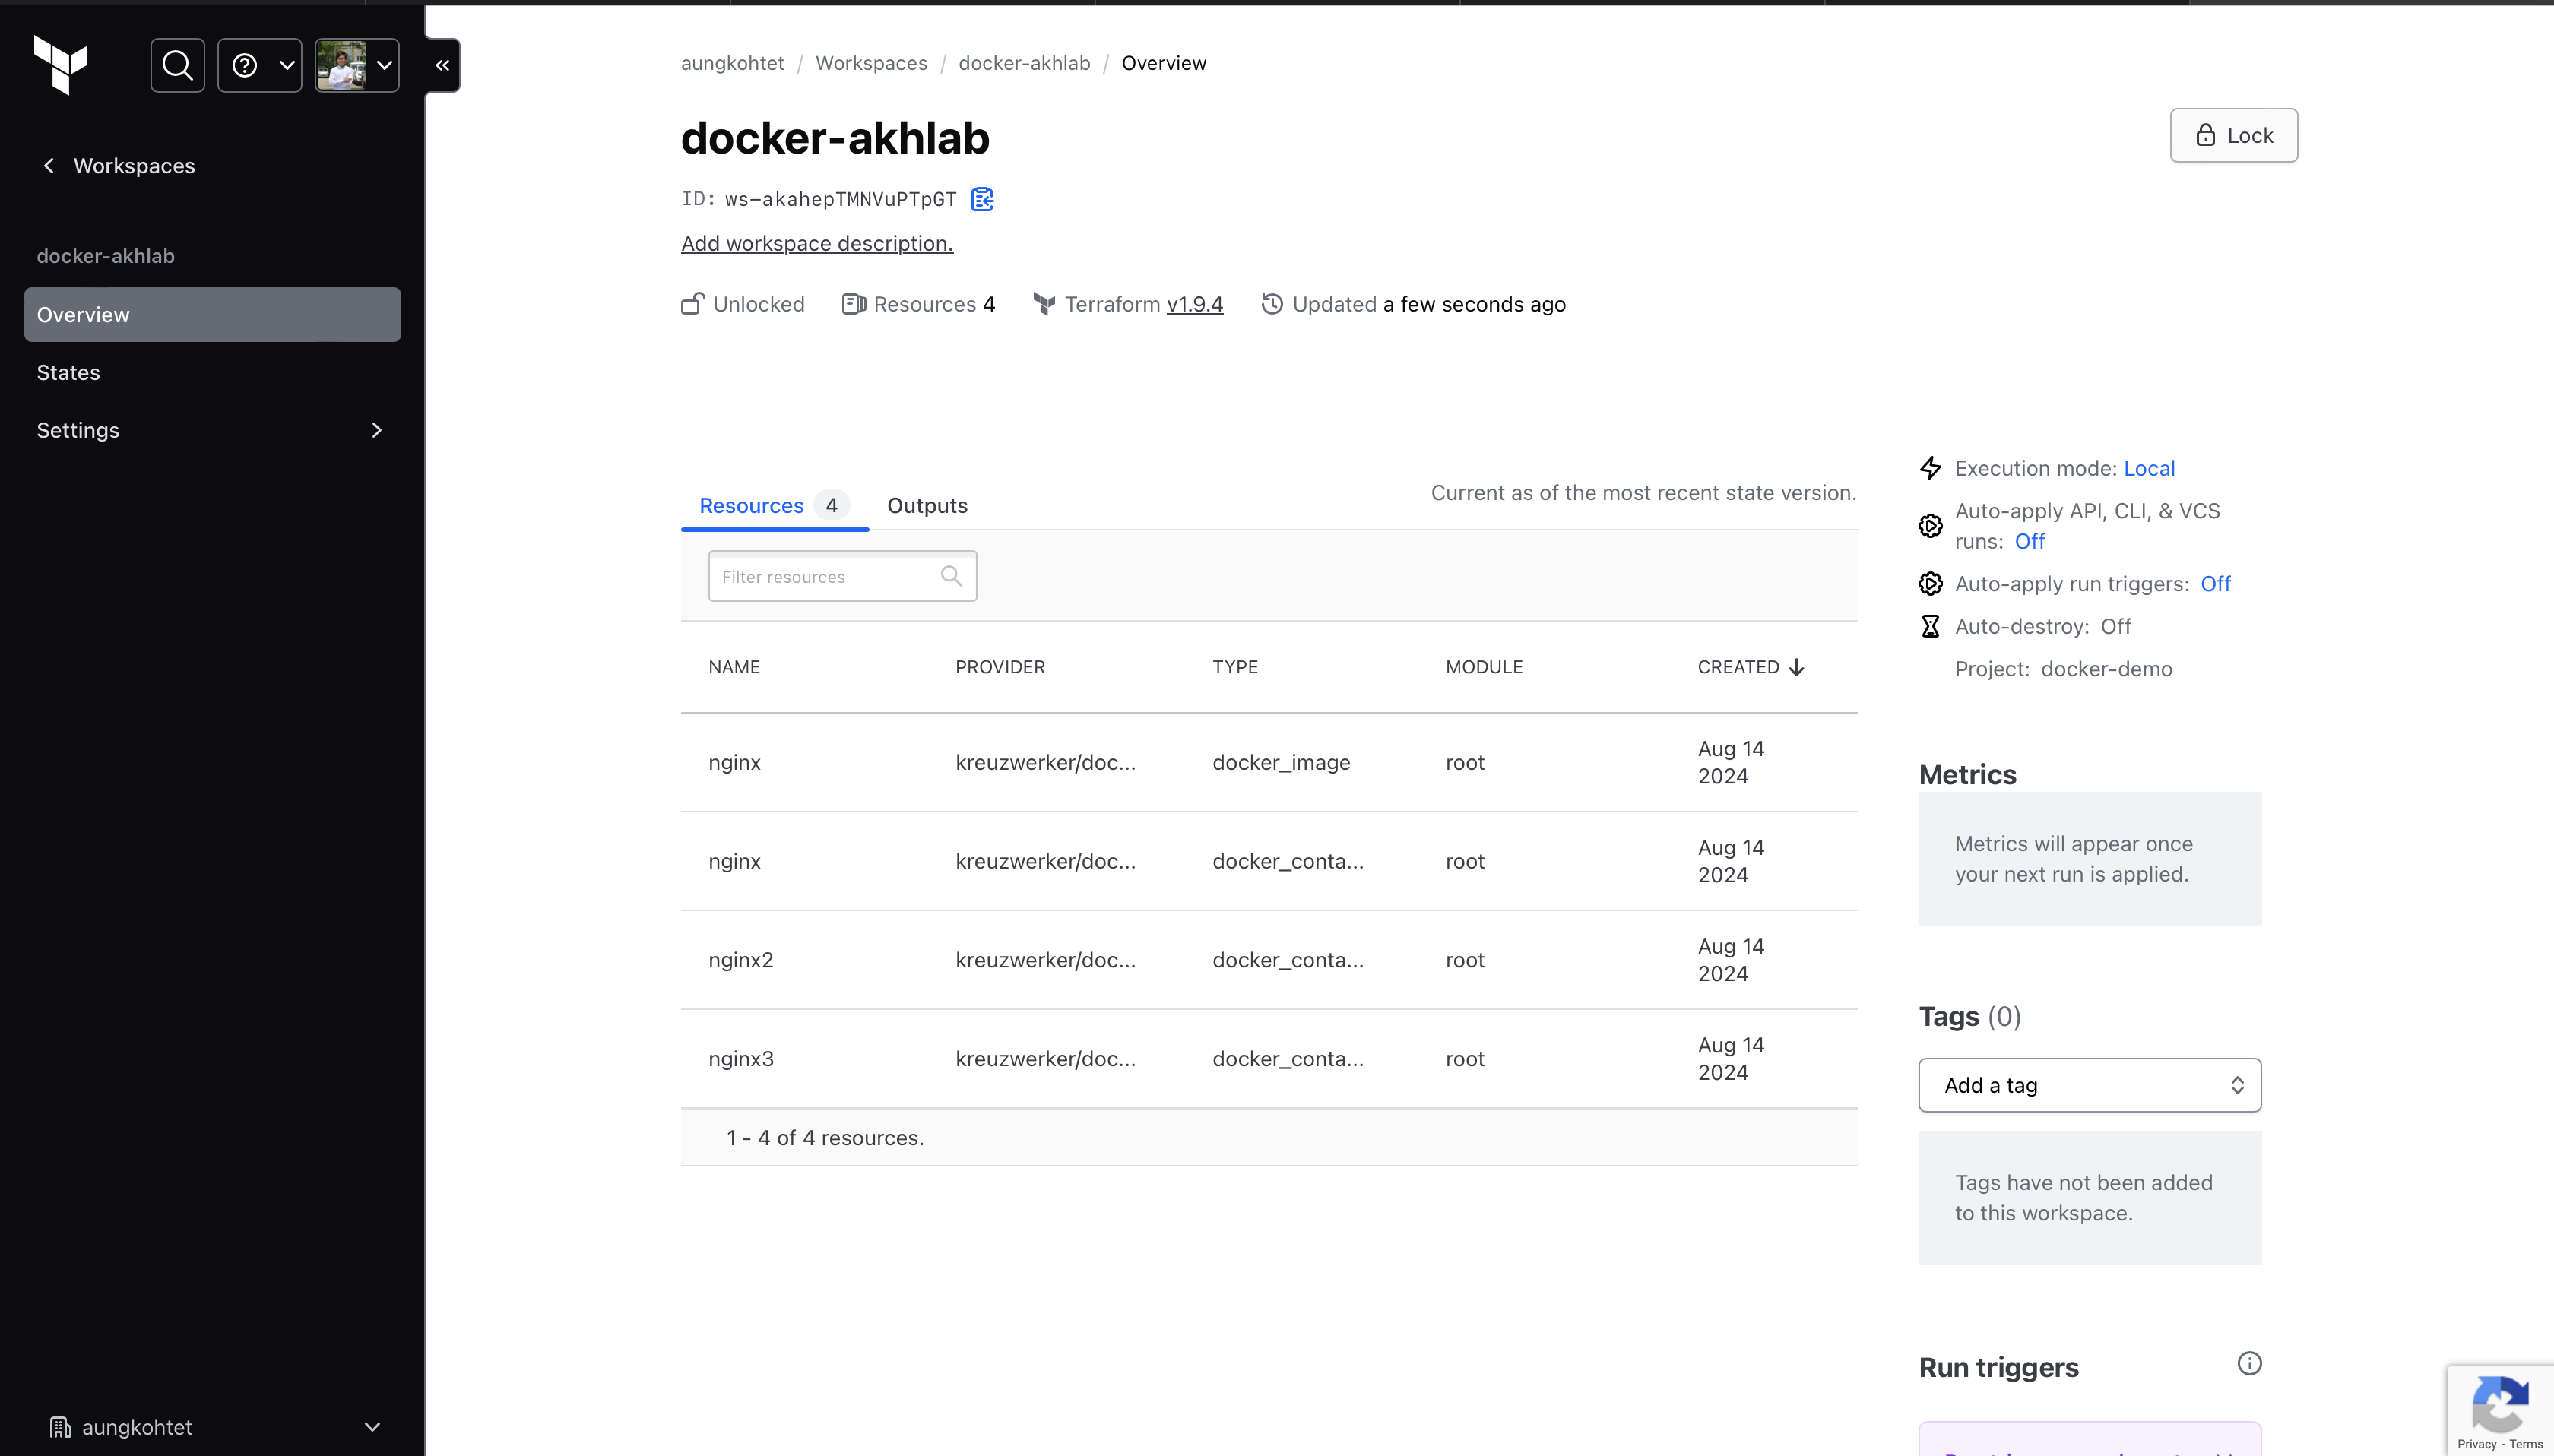 Workspaces
docker-akhlab
Overview
States
Settings
aungkohtet
aungkohtet / Workspaces / docker-akhlab / Overview
docker-akhlab
Lock
ID: ws-akahepTMNVuPTpGT
Add workspace description.
Unlocked Resources 4 Terraform v1.9.4 Updated a few seconds ago
Resources 4 Outputs
Current as of the most recent state version.
Filter resources
NAME PROVIDER TYPE MODULE CREATED
nginx kreuzwerker/doc... docker_image root Aug 14 2024
nginx kreuzwerker/doc... docker_conta... root Aug 14 2024
nginx2 kreuzwerker/doc... docker_conta... root Aug 14 2024
nginx3 kreuzwerker/doc... docker_conta... root Aug 14 2024
1 - 4 of 4 resources.
Execution mode: Local
Auto-apply API, CLI, & VCS
runs: Off
Auto-apply run triggers: Off
Auto-destroy: Off
Project: docker-demo
Metrics
Metrics will appear once
your next run is applied.
Tags (0)
Add a tag
Tags have not been added
to this workspace.
Run triggers
Privacy - Terms